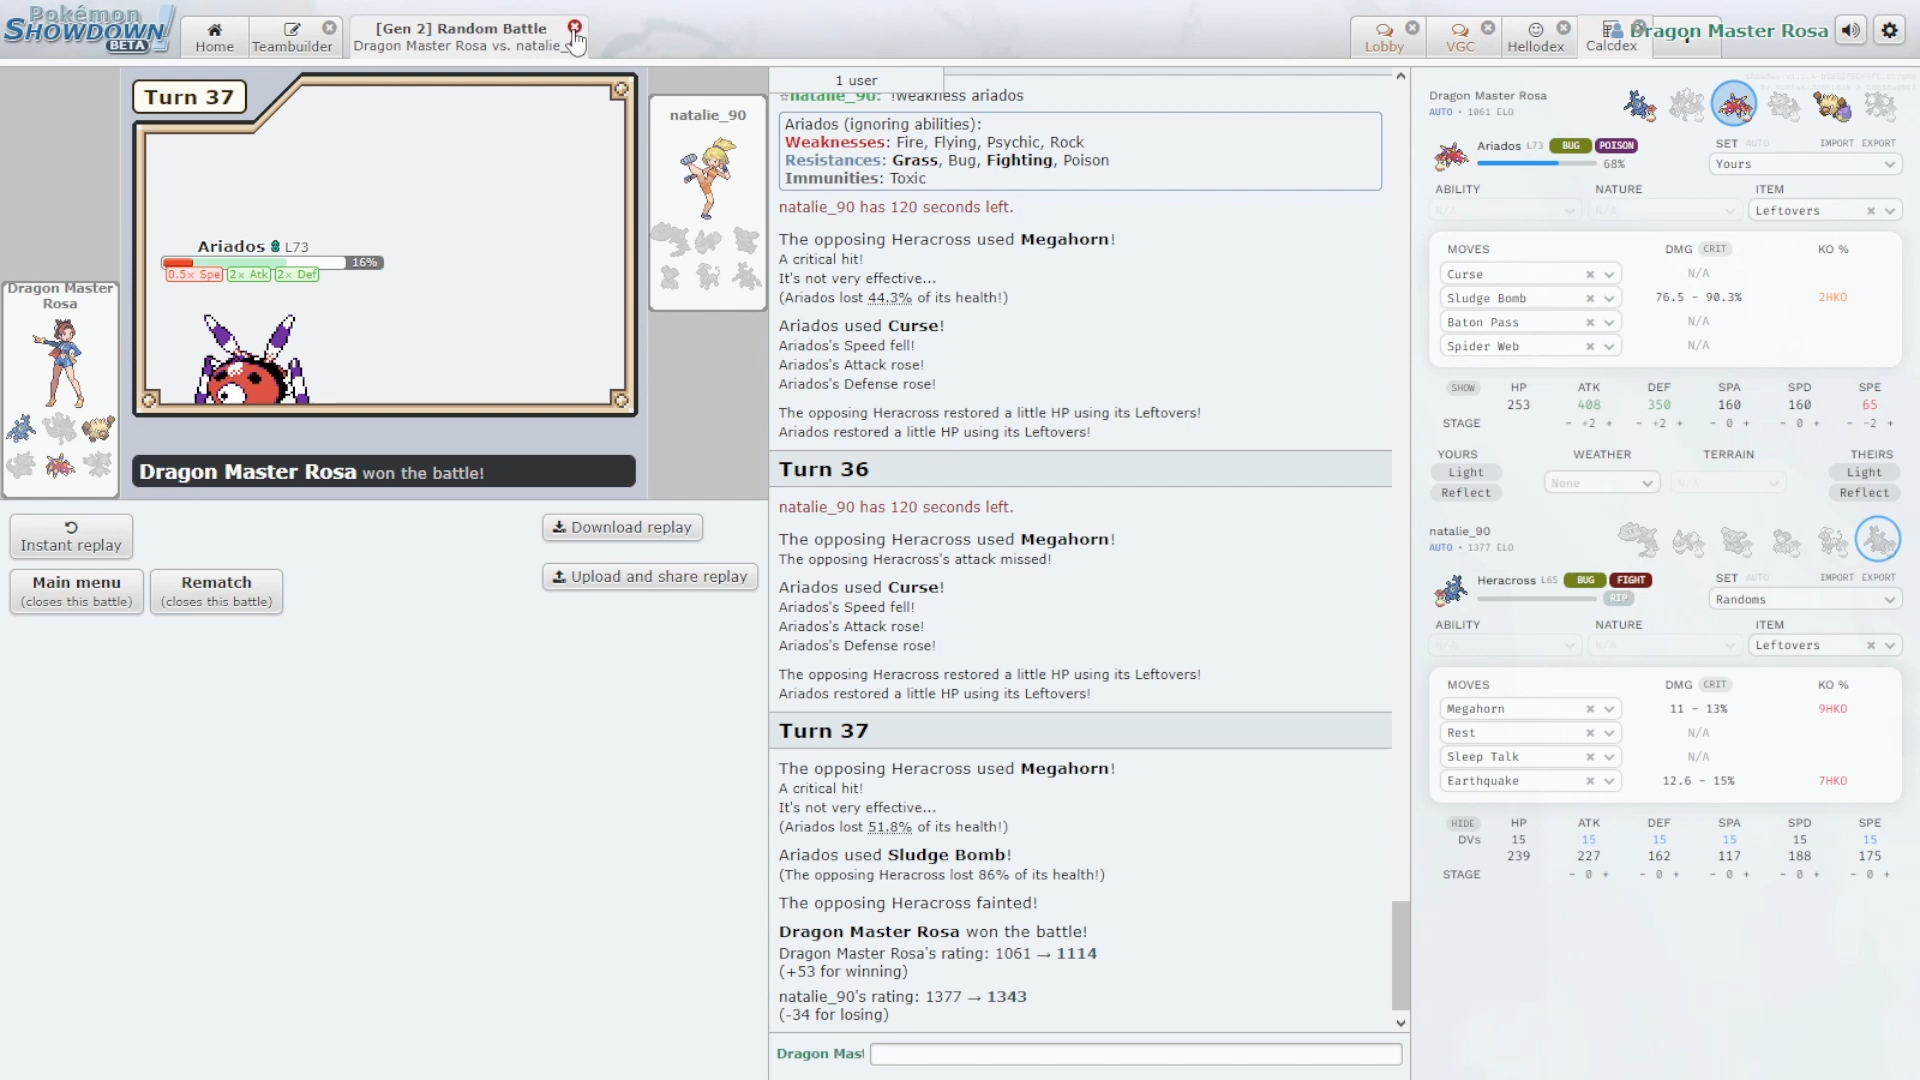 Pokémon
SHOWDOWN!
BETA
Home
Teambuilder
[Gen 2] Random Battle
Dragon Master Rosa vs. natalie_
Lobby
VGC
Hellodex
Calcdex
Dragon Master Rosa
Turn 37
Ariados L73
16%
0.5× Spe 2× Atk 2× Def
natalie_90
Dragon Master
Rosa
Dragon Master Rosa won the battle!
Instant replay
Download replay
Upload and share replay
Main menu
(closes this battle)
Rematch
(closes this battle)
1 user
☆natalie_90: !weakness ariados
Ariados (ignoring abilities):
Weaknesses: Fire, Flying, Psychic, Rock
Resistances: Grass, Bug, Fighting, Poison
Immunities: Toxic
natalie_90 has 120 seconds left.
The opposing Heracross used Megahorn!
A critical hit!
It's not very effective...
(Ariados lost 44.3% of its health!)
Ariados used Curse!
Ariados's Speed fell!
Ariados's Attack rose!
Ariados's Defense rose!
The opposing Heracross restored a little HP using its Leftovers!
Ariados restored a little HP using its Leftovers!
Turn 36
natalie_90 has 120 seconds left.
The opposing Heracross used Megahorn!
The opposing Heracross's attack missed!
Ariados used Curse!
Ariados's Speed fell!
Ariados's Attack rose!
Ariados's Defense rose!
The opposing Heracross restored a little HP using its Leftovers!
Ariados restored a little HP using its Leftovers!
Turn 37
The opposing Heracross used Megahorn!
A critical hit!
It's not very effective...
(Ariados lost 51.8% of its health!)
Ariados used Sludge Bomb!
(The opposing Heracross lost 86% of its health!)
The opposing Heracross fainted!
Dragon Master Rosa won the battle!
Dragon Master Rosa's rating: 1061 → 1114
(+53 for winning)
natalie_90's rating: 1377 → 1343
(-34 for losing)
Dragon Mast
Dragon Master Rosa
AUTO • 1061 ELO
Ariados L73 BUG POISON
68%
SET AUTO IMPORT EXPORT
Yours
ABILITY NATURE ITEM
N/A N/A Leftovers
MOVES DMG CRIT KO %
Curse N/A
Sludge Bomb 76.5 - 90.3% 2HKO
Baton Pass N/A
Spider Web N/A
SHOW HP ATK DEF SPA SPD SPE
253 408 350 160 160 65
STAGE - +2 + - +2 + - 0 + - 0 + - -2 +
YOURS WEATHER TERRAIN THEIRS
Light None N/A Light
Reflect Reflect
natalie_90
AUTO • 1377 ELO
Heracross L65 BUG FIGHT
RIP
SET AUTO IMPORT EXPORT
Randoms
ABILITY NATURE ITEM
N/A N/A Leftovers
MOVES DMG CRIT KO %
Megahorn 11 - 13% 9HKO
Rest N/A
Sleep Talk N/A
Earthquake 12.6 - 15% 7HKO
HIDE HP ATK DEF SPA SPD SPE
DVs 15 15 15 15 15 15
239 227 162 117 188 175
STAGE - 0 + - 0 + - 0 + - 0 + - 0 +